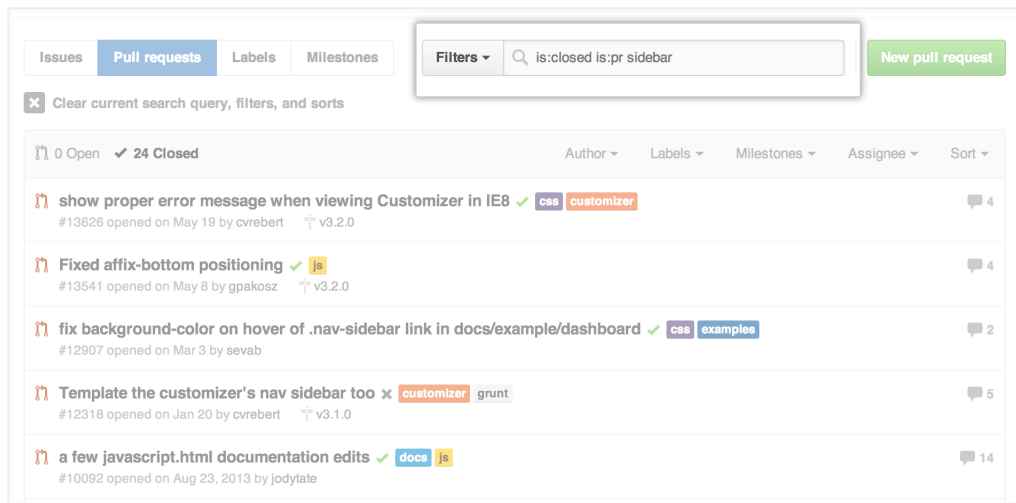 Issues Pull requests Labels Milestones Filters is:closed is:pr sidebar New pull request
Clear current search query, filters, and sorts
0 Open 24 Closed Author Labels Milestones Assignee Sort
show proper error message when viewing Customizer in IE8 css customizer 4
#13626 opened on May 19 by cvrebert v3.2.0
Fixed affix-bottom positioning js 4
#13541 opened on May 8 by gpakosz v3.2.0
fix background-color on hover of .nav-sidebar link in docs/example/dashboard css examples 2
#12907 opened on Mar 3 by sevab
Template the customizer's nav sidebar too customizer grunt 5
#12318 opened on Jan 20 by cvrebert v3.1.0
a few javascript.html documentation edits docs js 14
#10092 opened on Aug 23, 2013 by jodytate